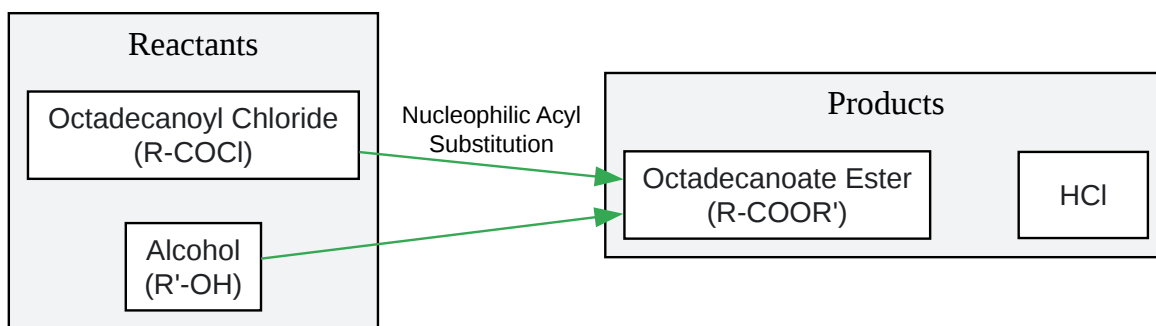 Reactants
Octadecanoyl Chloride
(R-COCl)
Alcohol
(R'-OH)
Nucleophilic Acyl
Substitution
Products
Octadecanoate Ester
(R-COOR')
HCl